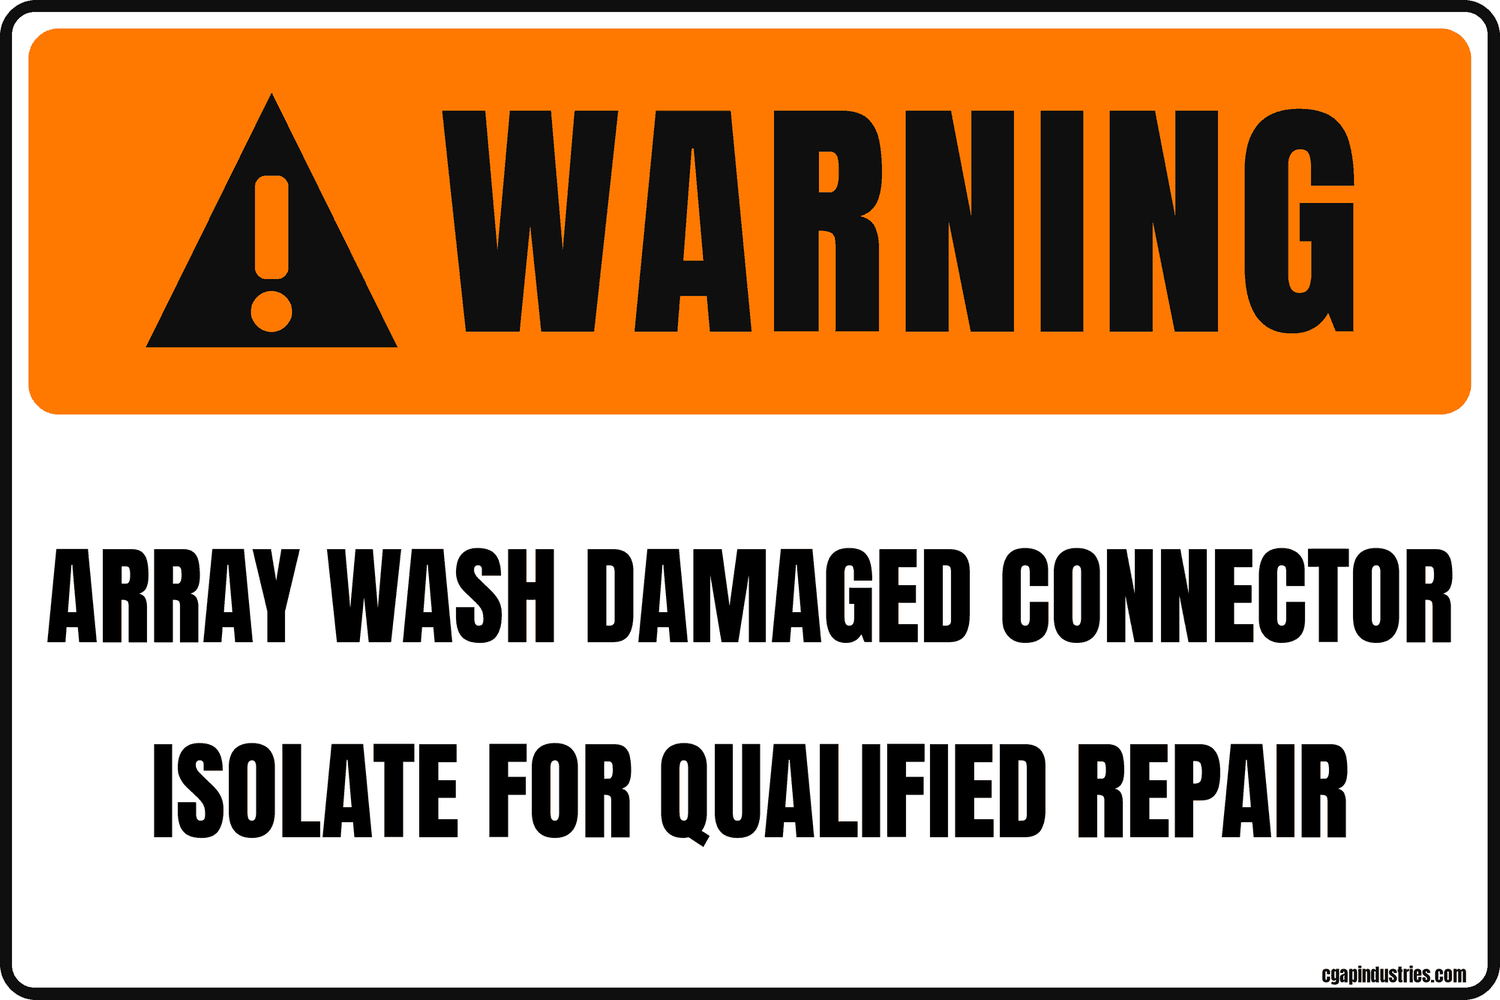 WARNING
ARRAY WASH DAMAGED CONNECTOR
ISOLATE FOR QUALIFIED REPAIR
cgapindustries.com